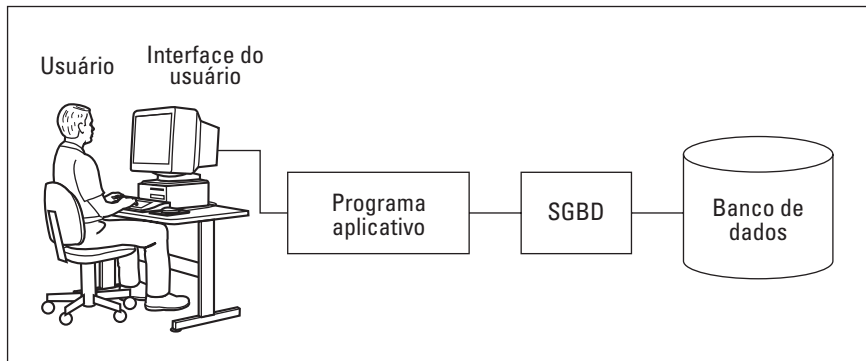 Usuário
Interface do
usuário
Programa
aplicativo
SGBD
Banco de
dados